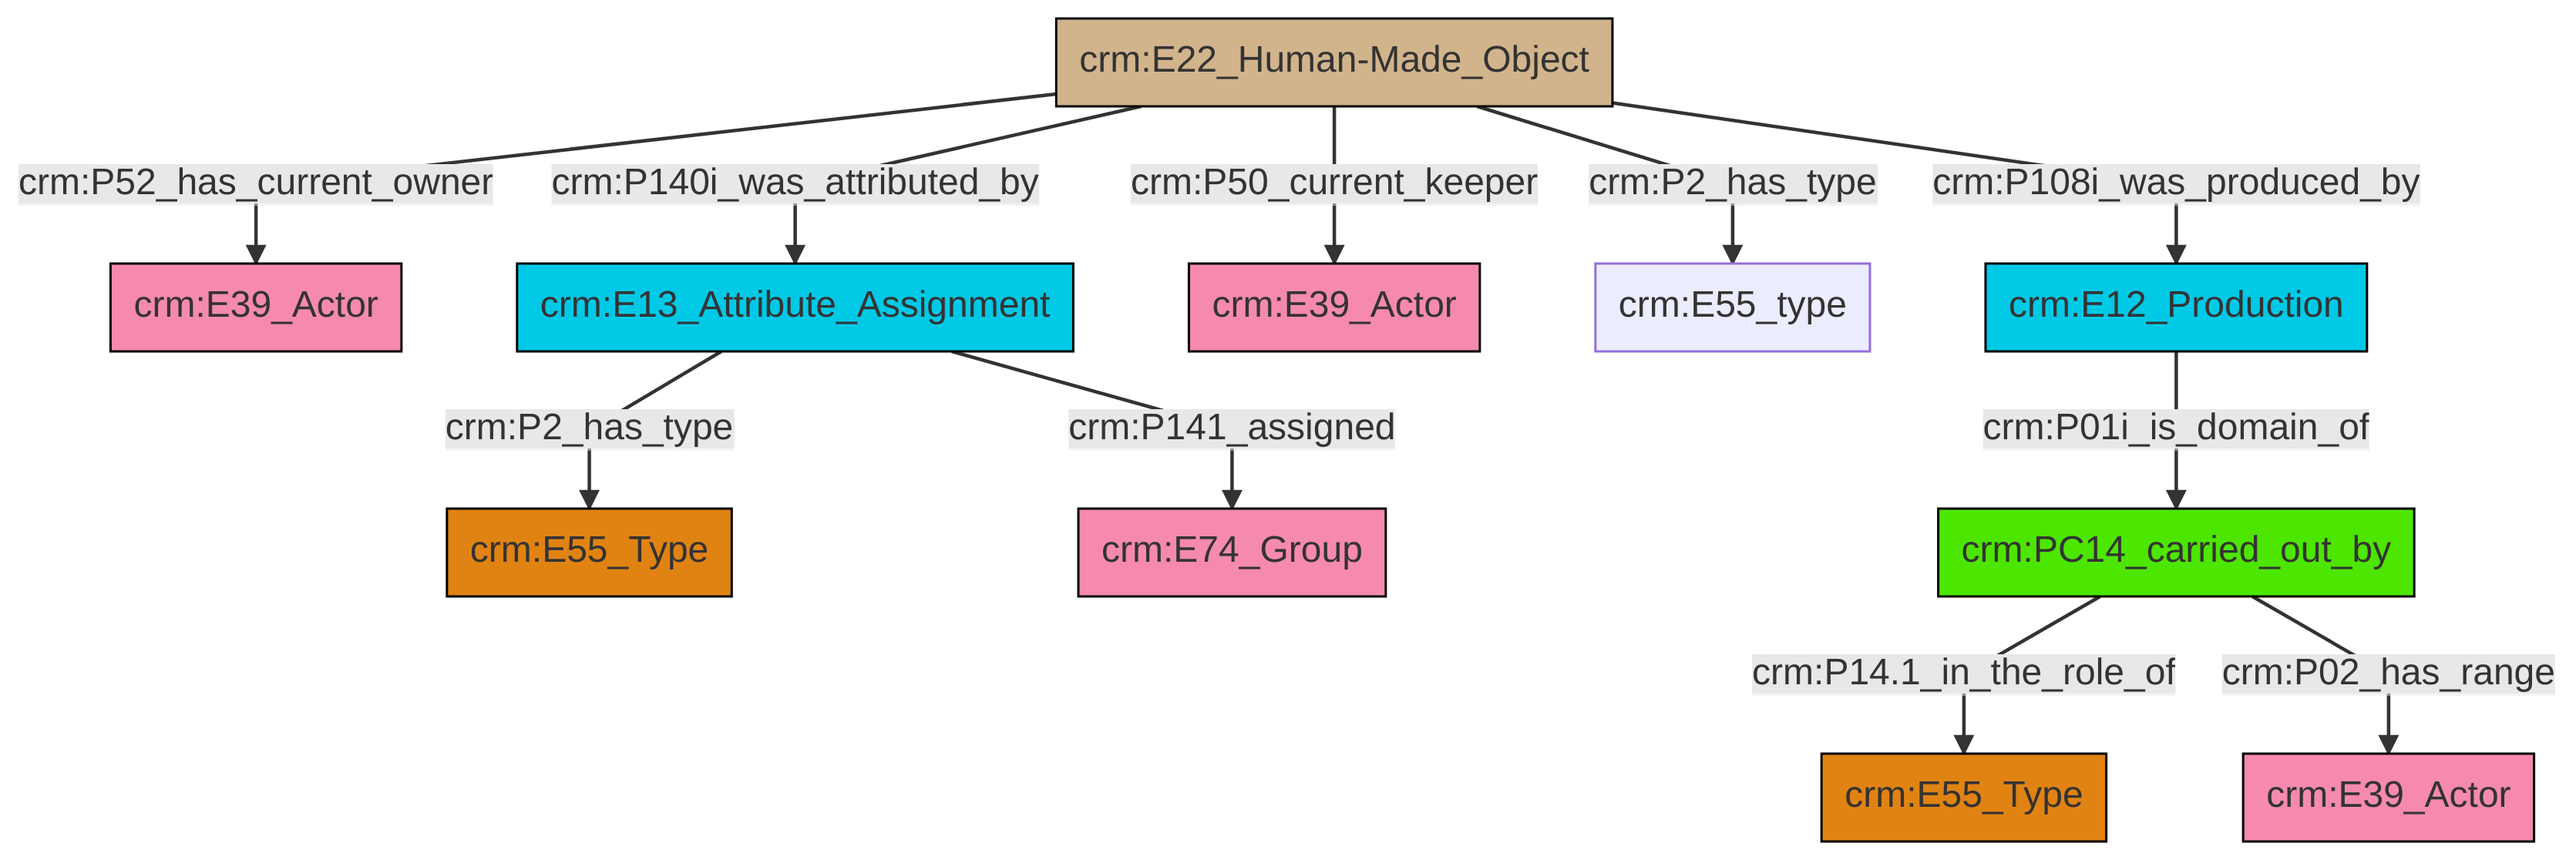 crm:E22_Human-Made_Object
crm:P52_has_current_owner
crm:P140i_was_attributed_by
crm:P50_current_keeper
crm:P2_has_type
crm:P108i_was_produced_by
crm:E39_Actor
crm:E13_Attribute_Assignment
crm:E39_Actor
crm:E55_type
crm:E12_Production
crm:P2_has_type
crm:P141_assigned
crm:P01i_is_domain_of
crm:E55_Type
crm:E74_Group
crm:PC14_carried_out_by
crm:P14.1_in_the_role_of
crm:P02_has_range
crm:E55_Type
crm:E39_Actor